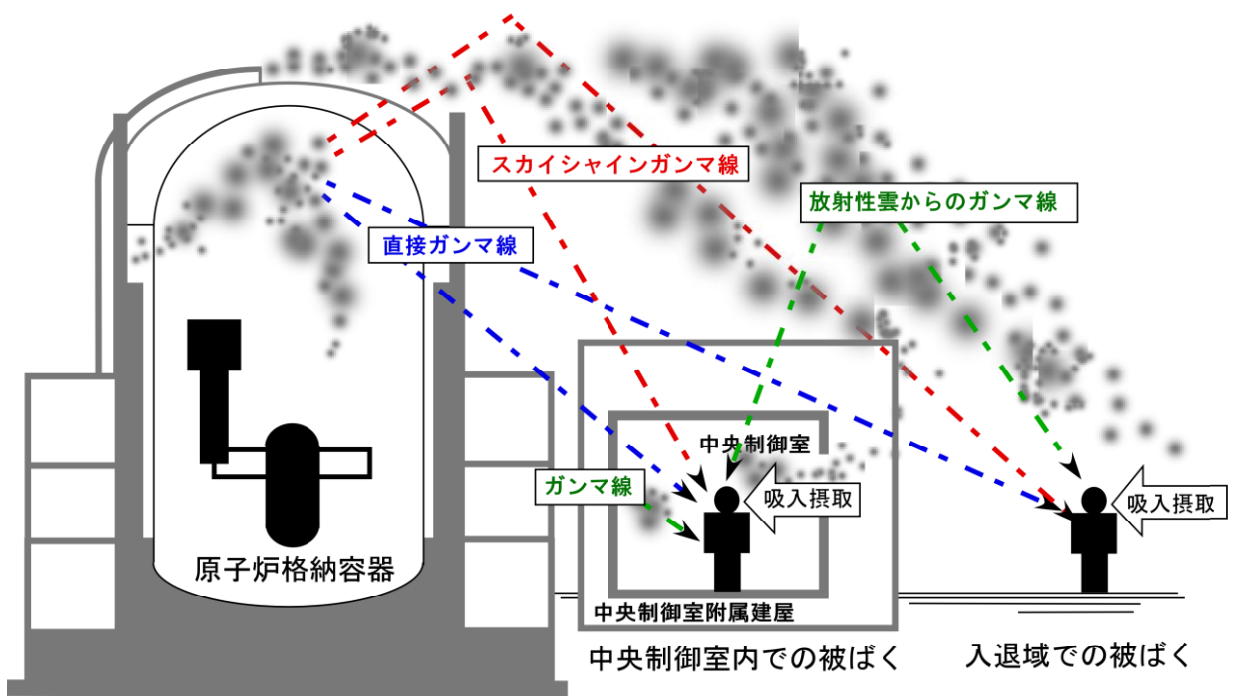 スカイシャインガンマ線
放射性雲からのガンマ線
直接ガンマ線
中央制御室
ガンマ線
吸入摂取
吸入摂取
原子炉格納容器
中央制御室附属建屋
中央制御室内での被ばく
入退域での被ばく